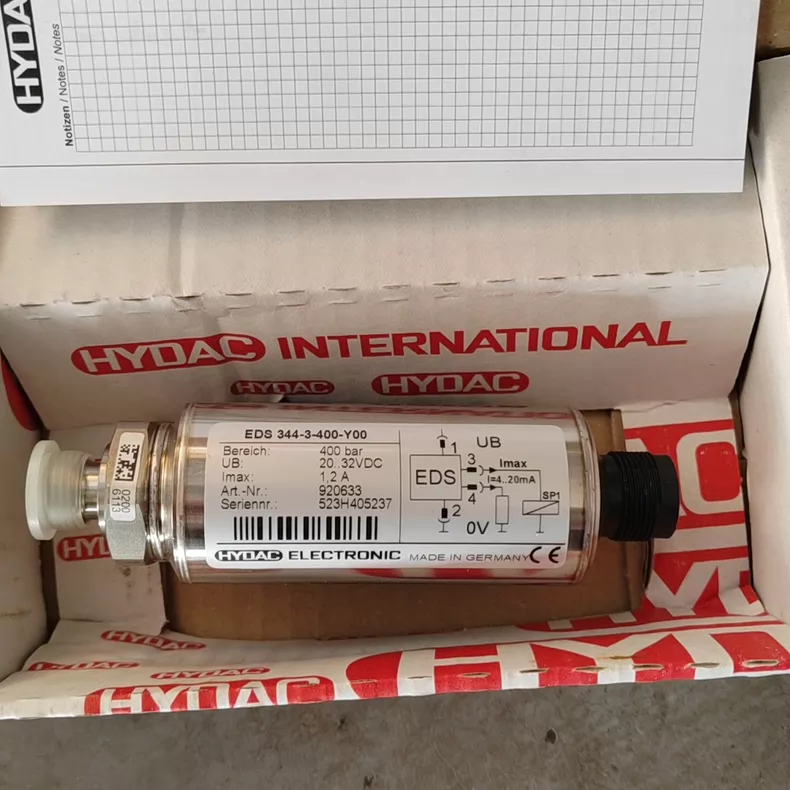 HYDAC
Notizen / Notes / Notes
HYDAC INTERNATIONAL
HYDAC HYDAC
EDS 344-3-400-Y00
Bereich: 400 bar
UB: 20..32VDC
Imax: 1,2 A
Art.-Nr.: 920633
Seriennr.: 523H405237
HYDAC ELECTRONIC MADE IN GERMANY CE
1 UB
3 Imax
EDS I=4..20mA
4 SP1
2
0V
0200
6113
HYDAC
HYDAC
HYDAC
HYDAC
HYDAC
HYDAC